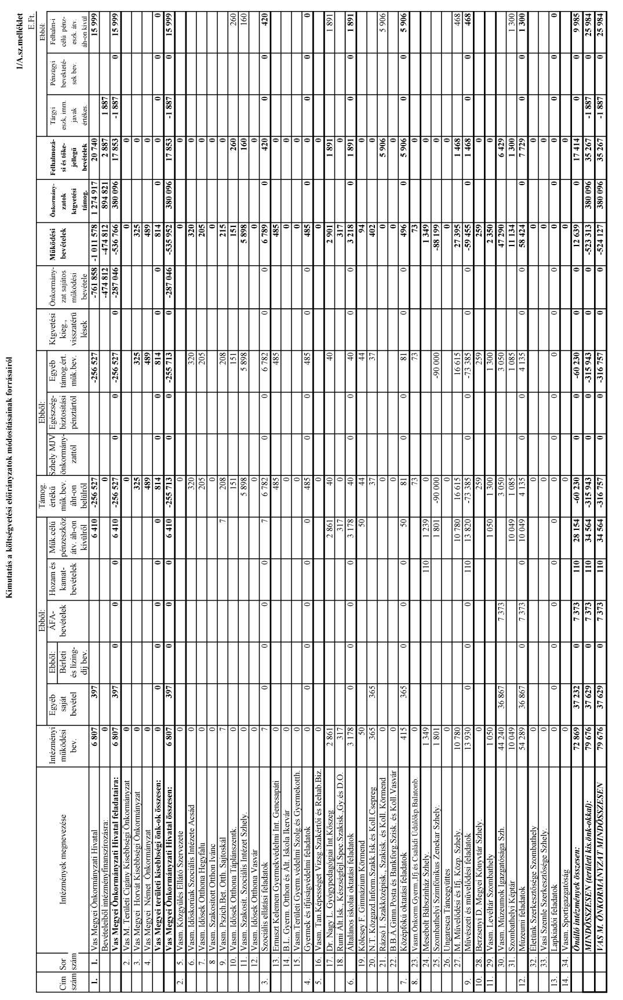 1/A.sz.melléklet
Kimutatás a költségvetési előirányzatok módosításainak forrásairól
E.Ft.
Cím szám | Sor szám | Intézmények megnevezése | Intézményi működési bev. | Egyéb saját bevétel | Ebből: Bérleti és lízing-díj bev. | Ebből: ÁFA-bevételek | Hozam és kamat-bevételek | Műk.célú pénzeszköz átv. áh-on kívülről | Támog. értékű műk.bev. áht-on belülről | Ebből: Szhely MJV önkormány-zattól | Egészség-biztosítási pénztártól | Egyéb támog.ért. műk.bev. | Ktgvetési kieg., visszatérü lések | Önkormány-zat sajátos működési bevétele | Működési bevételek | Önkormány-zatok ktgvetési támog. | Felhalmozá-si és tőke-jellegű bevételek | Ebből: Tárgyi eszk, imm. javak értékes. | Pénzügyi bevekteté-sek bev. | Felhalm-i célú pénz-eszk. átv. áh-on kívül
1. 1. Vas Megyei Önkormányzati Hivatal 6 807 397 6 410 -256 527 -256 527 -761 858 -1 011 578 1 274 917 20 740 15 999
Bevételeiből intézményfinanszírozásra: 0 0 -474 812 -474 812 894 821 2 887 1 887
Vas Megyei Önkormányzati Hivatal feladataira: 6 807 397 0 0 0 6 410 -256 527 0 0 -256 527 0 -287 046 -536 766 380 096 17 853 -1 887 0 15 999
2. Vas M. Területi Cigány Kisebbségi Önkormányzat 0 0 0 0
3. Vas Megyei Horvát Kisebbségi Önkormányzat 0 325 325 325 0
4. Vas Megyei Német Önkormányzat 0 489 489 489 0
Vas Megyei területi kisebbségi önk-ok összesen: 0 0 0 0 0 0 814 0 0 814 0 0 814 0 0 0 0 0
Vas Megyei Önkormányzati Hivatal összesen: 6 807 397 0 0 0 6 410 -255 713 0 0 -255 713 0 -287 046 -535 952 380 096 17 853 -1 887 0 15 999
2. 5. Vasm. Közgyűlés Ellátó Szervezete 0 0 0 0
6. Vasm. Időskorúak Szociális Intézete Acsád 0 320 320 320 0
7. Vasm. Idősek Otthona Hegyfalu 0 205 205 205 0
8 Vasm. Szakosított Otthon Ivánc 0 0 0 0
9. Vasm. Pszich.Bet. Otth. Sajtoskál 7 7 208 208 215 0
10. Vasm. Idősek Otthona Táplánszentk. 0 151 151 151 260 260
11. Vasm. Szakosít. Szociális Intézet Szhely. 0 5 898 5 898 5 898 160 160
12. Vasm. Idősek Otthona Vasvár 0 0 0 0
3. Szociális ellátási feladatok 7 0 0 0 0 7 6 782 0 0 6 782 0 0 6 789 0 420 0 0 420
13. Ernuszt Kelemen Gyermekvédelmi Int. Gencsapáti 0 485 485 485 0
14. B.L. Gyerm. Otthon és Ált. Iskola Ikervár 0 0 0 0
15. Vasm.Területi Gyerm.védelmi Szolg és Gyermekotth. 0 0 0 0
4. Gyermek és ifjúságvédelmi feladatok 0 0 0 0 0 0 485 0 0 485 0 0 485 0 0 0 0 0
5. 16. Vasm. Tan.Képességet Vizsg.Szakértői és Rehab.Biz. 0 0 0 0
17. Dr. Nagy L. Gyógypedagógiai Int.Kőszeg 2 861 2 861 40 40 2 901 1 891 1 891
18. Rumi Ált.isk., Készségfejl.Spec.Szakisk.,Gy.és D.O. 317 317 0 317 0
6. Általános iskolai oktatási feladatok 3 178 0 0 0 0 3 178 40 0 0 40 0 0 3 218 0 1 891 0 0 1 891
19. Kölcsey F. Gimnázium Körmend 50 50 44 44 94 0
20. N.T. Közgazd.Inform.Szakk.Isk.és Koll.Csepreg 365 365 37 37 402 0
21. Rázsó I. Szakközépisk., Szakisk. és Koll. Körmend 0 0 0 5 906 5 906
22. B.B.A.Gimn.Posta és Bankforg.Szisk. és Koll.Vasvár 0 0 0 0
7. Középfokú oktatási feladatok 415 365 0 0 0 50 81 0 0 81 0 0 496 0 5 906 0 0 5 906
8. 23. Vasm.Önkorm.Gyerm.,Ifj.és Családi Üdülőkp.Balatonb. 0 73 73 73 0
24. Mesebolt Bábszínház Szhely. 1 349 110 1 239 0 1 349 0
25. Szombathelyi Szimfónikus Zenekar Szhely. 1 801 1 801 -90 000 -90 000 -88 199 0
26. Ungaresca Táncegyüttes 0 0 0 0
27. M. Művelődési és Ifj. Közp. Szhely. 10 780 10 780 16 615 16 615 27 395 1 468 468
9. Művészeti és művelődési feladatok 13 930 0 0 0 110 13 820 -73 385 0 0 -73 385 0 0 -59 455 0 1 468 0 0 468
10. 28 Berzsenyi D. Megyei Könyvtár Szhely. 0 259 259 259 0
11. 29. Vasm. Levéltár Szombathely 1 050 1 050 1 300 1 300 2 350 0
30. Vasm. Múzeumok Igazgatósága Szh. 44 240 36 867 7 373 3 050 3 050 47 290 6 429
31. Szombathelyi Képtár 10 049 10 049 1 085 1 085 11 134 1 300 1 300
12. Múzeumi feladatok 54 289 36 867 0 7 373 0 10 049 4 135 0 0 4 135 0 0 58 424 0 7 729 0 0 1 300
32. Életünk Szerkesztősége Szombathely 0 0 0 0
33. Vasi Szemle Szerkesztősége Szhely. 0 0 0 0
13. Lapkiadói feladatok 0 0 0 0 0 0 0 0 0 0 0 0 0 0 0 0 0 0
14. 34. Vasm. Sportigazgatóság 0 0 0 0
Önálló intézmények összesen: 72 869 37 232 0 7 373 110 28 154 -60 230 0 0 -60 230 0 0 12 639 0 17 414 0 0 9 985
MINDÖSSZESEN (területi kis.önk-okkal): 79 676 37 629 0 7 373 110 34 564 -315 943 0 0 -315 943 0 0 -523 313 380 096 35 267 -1 887 0 25 984
VAS M. ÖNKORMÁNYZAT MINDÖSSZESEN 79 676 37 629 0 7 373 110 34 564 -316 757 0 0 -316 757 0 0 -524 127 380 096 35 267 -1 887 0 25 984